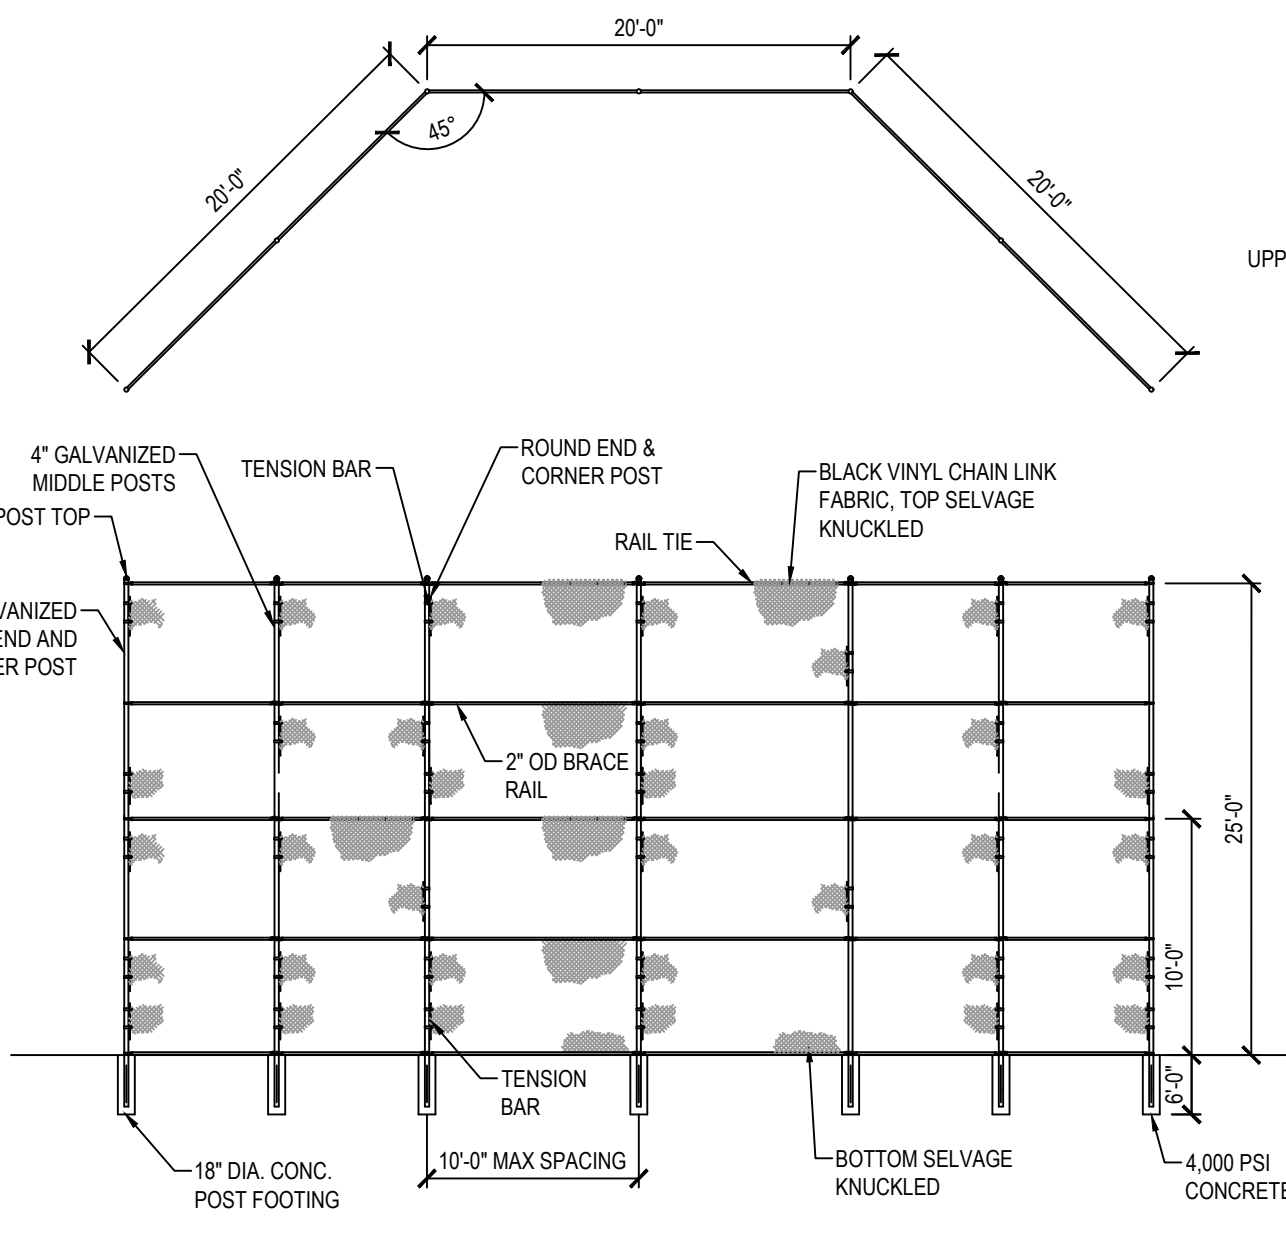 20'-0"
45°
20'-0"
20'-0"
UPP
4" GALVANIZED
MIDDLE POSTS
TENSION BAR
ROUND END &
CORNER POST
BLACK VINYL CHAIN LINK
FABRIC, TOP SELVAGE
KNUCKLED
POST TOP
RAIL TIE
VANIZED
END AND
ER POST
2" OD BRACE
RAIL
25'-0"
10'-0"
6'-0"
TENSION
BAR
18" DIA. CONC.
POST FOOTING
10'-0" MAX SPACING
BOTTOM SELVAGE
KNUCKLED
4,000 PSI
CONCRETE